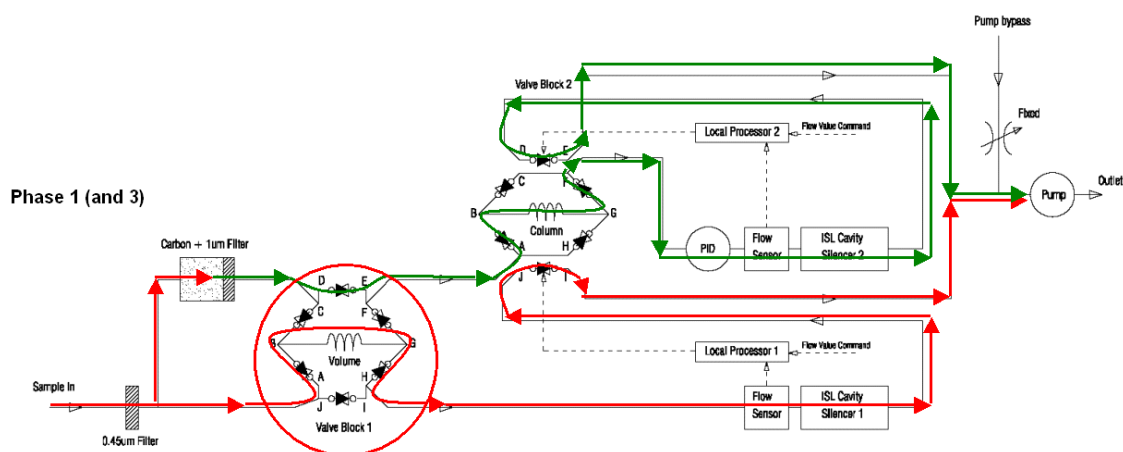 Pump bypass
Valve Block 2
Fixed
Local Processor 2
Flow Value Command
D
E
C
I
Phase 1 (and 3)
B
G
Column
Pump
Outlet
A
H
PID
Flow
Sensor
ISL Cavity
Silencer 2
Carbon + 1um Filter
J
I
D
E
C
F
B
G
Volume
Local Processor 1
Flow Value Command
Sample In
A
H
J
I
Flow
Sensor
ISL Cavity
Silencer 1
0.45um Filter
Valve Block 1